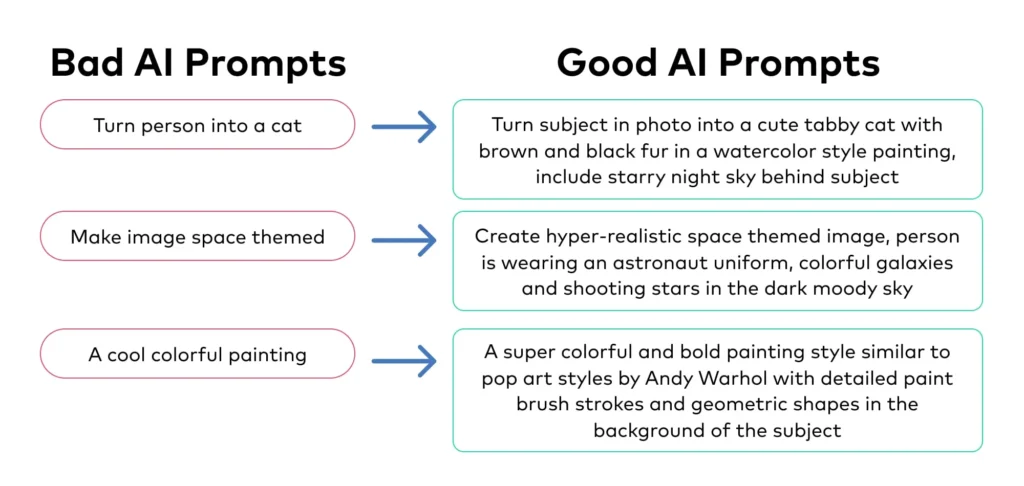 Bad AI Prompts
Good AI Prompts
Turn person into a cat
Turn subject in photo into a cute tabby cat with
brown and black fur in a watercolor style painting,
include starry night sky behind subject
Make image space themed
Create hyper-realistic space themed image, person
is wearing an astronaut uniform, colorful galaxies
and shooting stars in the dark moody sky
A cool colorful painting
A super colorful and bold painting style similar to
pop art styles by Andy Warhol with detailed paint
brush strokes and geometric shapes in the
background of the subject